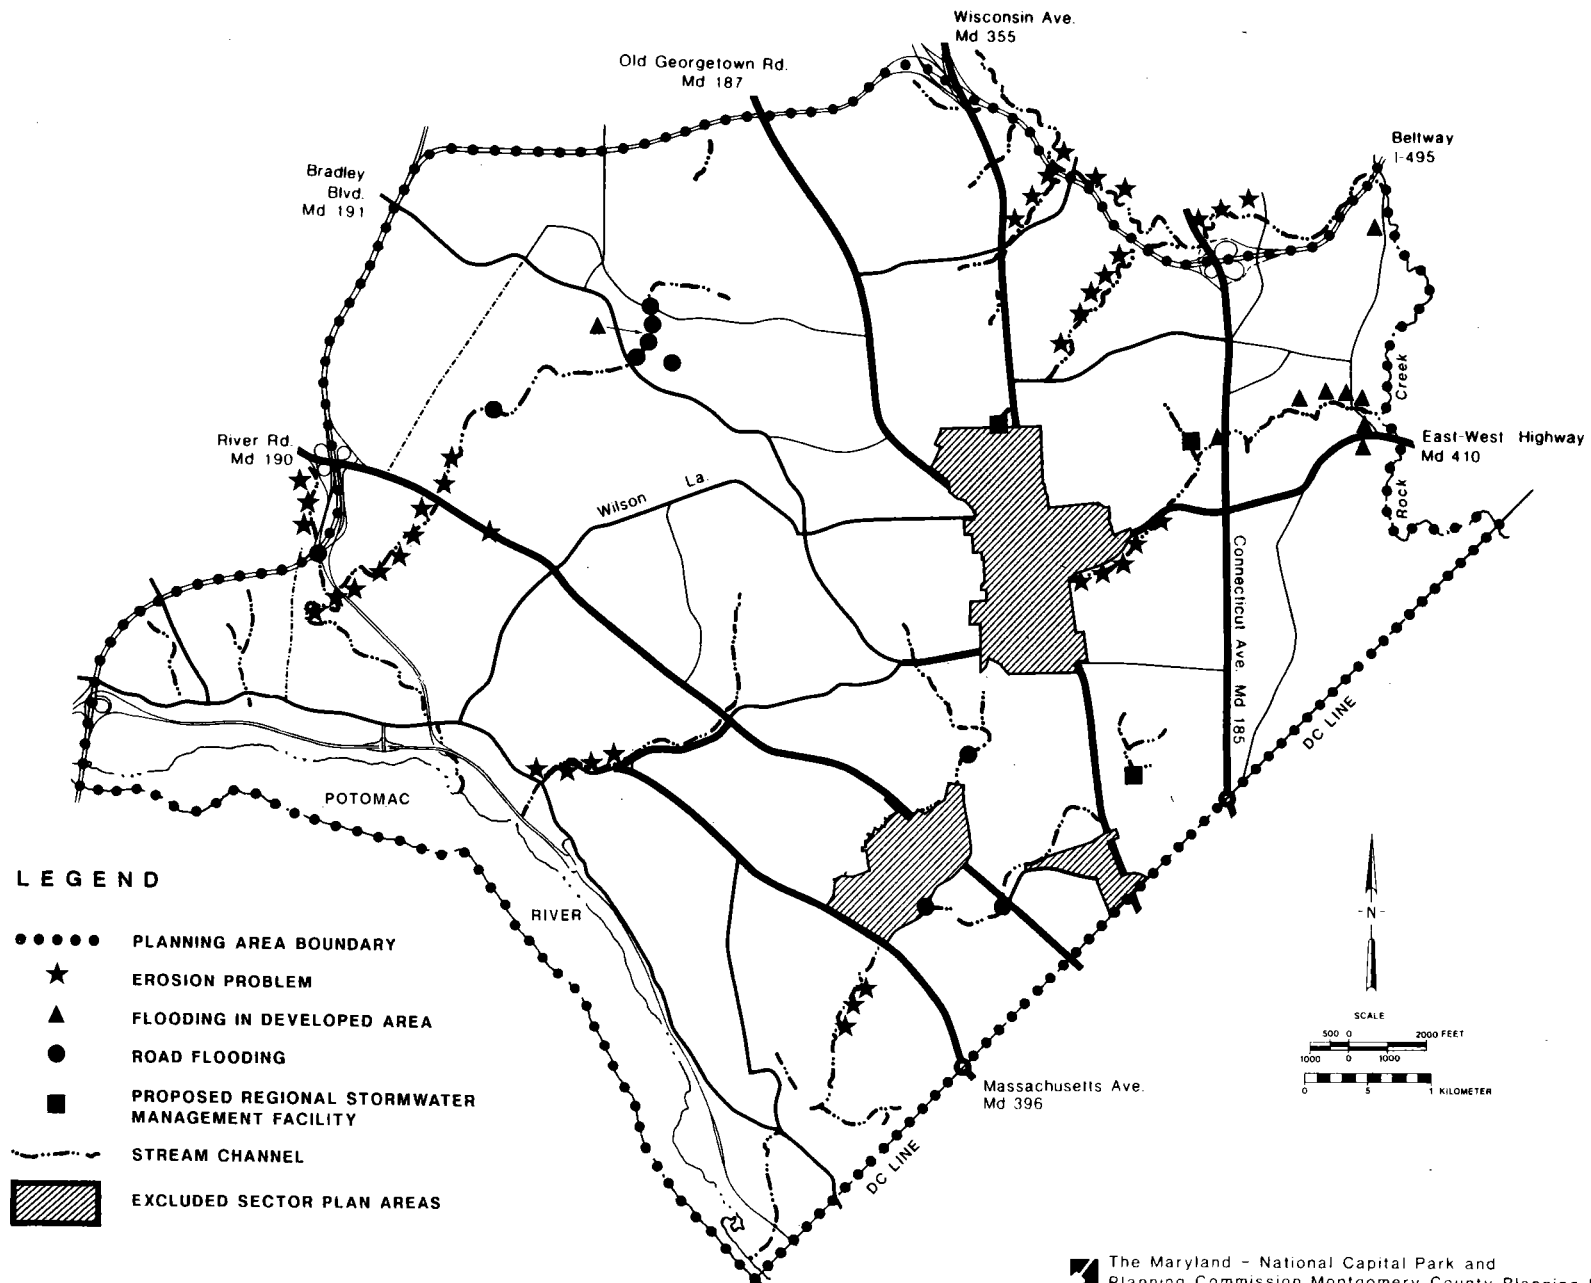 Wisconsin Ave.
Md 355
Old Georgetown Rd.
Md 187
Beltway
I-495
Bradley
Blvd.
Md 191
Creek
River Rd.
Md 190
East-West Highway
Md 410
Wilson La.
Rock
Connecticut Ave. Md 185
DC LINE
POTOMAC
RIVER
LEGEND
PLANNING AREA BOUNDARY
EROSION PROBLEM
FLOODING IN DEVELOPED AREA
ROAD FLOODING
PROPOSED REGIONAL STORMWATER
MANAGEMENT FACILITY
STREAM CHANNEL
EXCLUDED SECTOR PLAN AREAS
-N-
SCALE
500 0 2000 FEET
1000 0 1000
0 5 1 KILOMETER
Massachusetts Ave.
Md 396
DC LINE
The Maryland - National Capital Park and
Planning Commission Montgomery County Planning